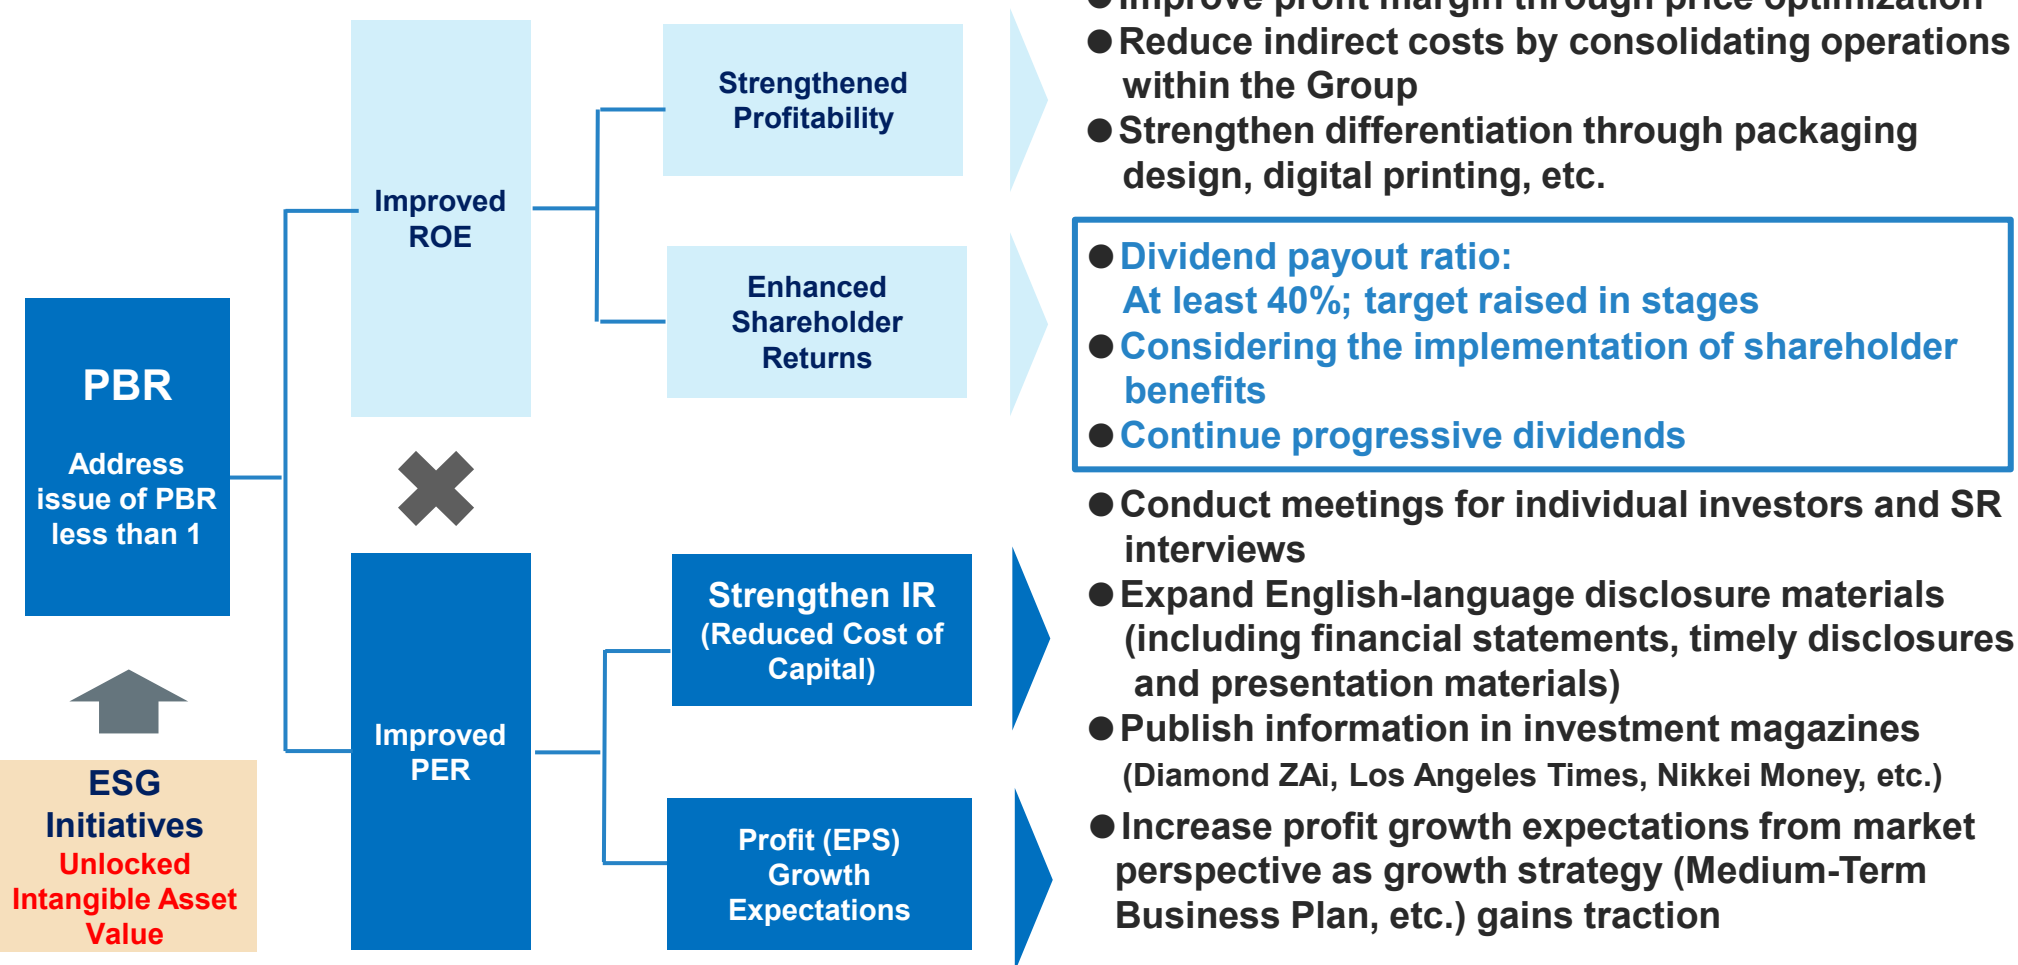 PBR
Address
issue of PBR
less than 1
ESG
Initiatives
Unlocked
Intangible Asset
Value
Improved
ROE
Improved
PER
Strengthened
Profitability
Enhanced
Shareholder
Returns
Strengthen IR
(Reduced Cost of
Capital)
Profit (EPS)
Growth
Expectations
●Improve profit margin through price optimization
●Reduce indirect costs by consolidating operations
within the Group
●Strengthen differentiation through packaging
design, digital printing, etc.
●Dividend payout ratio:
At least 40%; target raised in stages
●Considering the implementation of shareholder
benefits
●Continue progressive dividends
●Conduct meetings for individual investors and SR
interviews
●Expand English-language disclosure materials
(including financial statements, timely disclosures
and presentation materials)
●Publish information in investment magazines
(Diamond ZAi, Los Angeles Times, Nikkei Money, etc.)
●Increase profit growth expectations from market
perspective as growth strategy (Medium-Term
Business Plan, etc.) gains traction